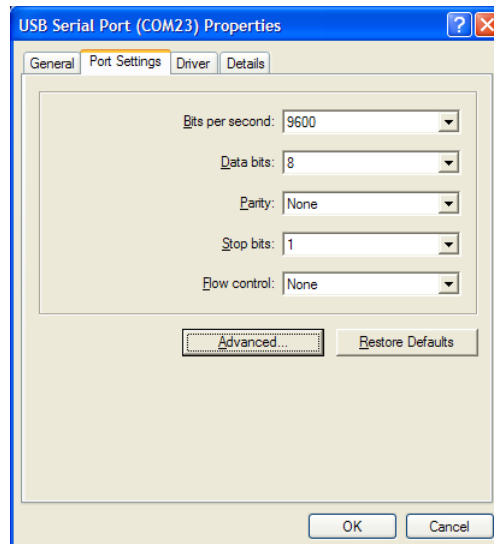 USB Serial Port (COM23) Properties
General Port Settings Driver Details
Bits per second: 9600
Data bits: 8
Parity: None
Stop bits: 1
Flow control: None
Advanced... Restore Defaults
OK Cancel